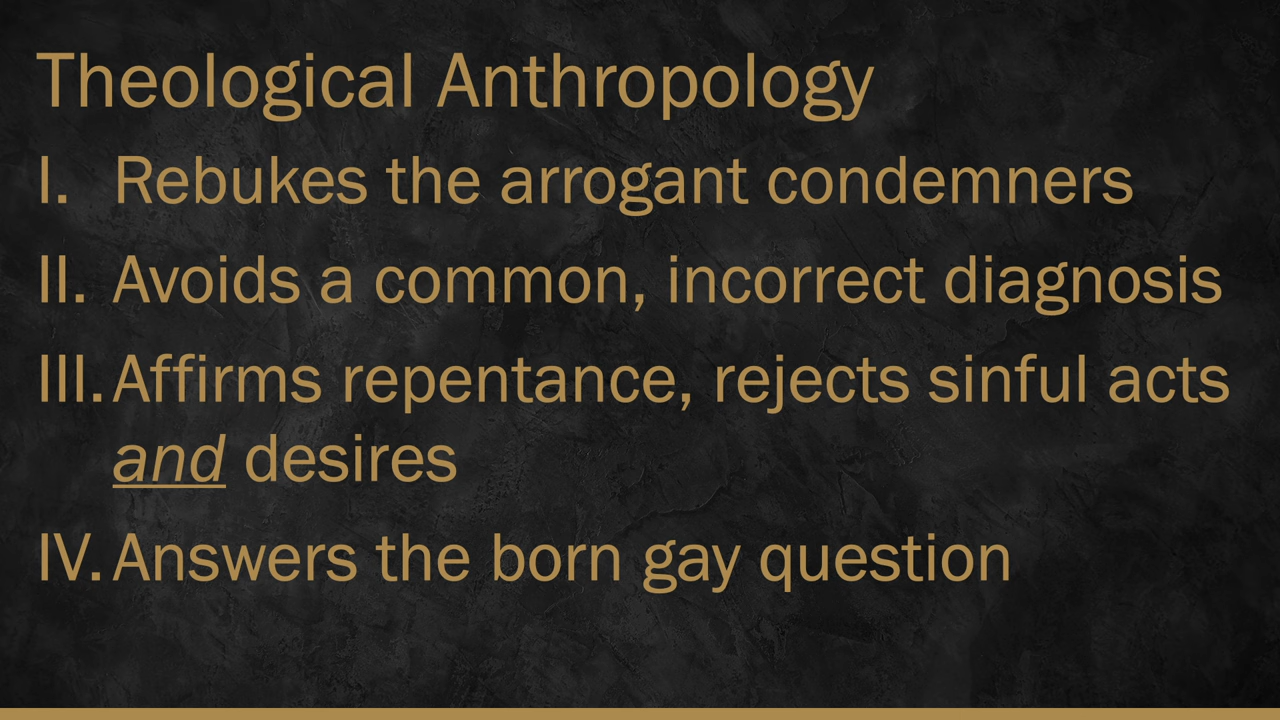 Theological Anthropology
I. Rebukes the arrogant condemners
II. Avoids a common, incorrect diagnosis
III. Affirms repentance, rejects sinful acts
and desires
IV. Answers the born gay question